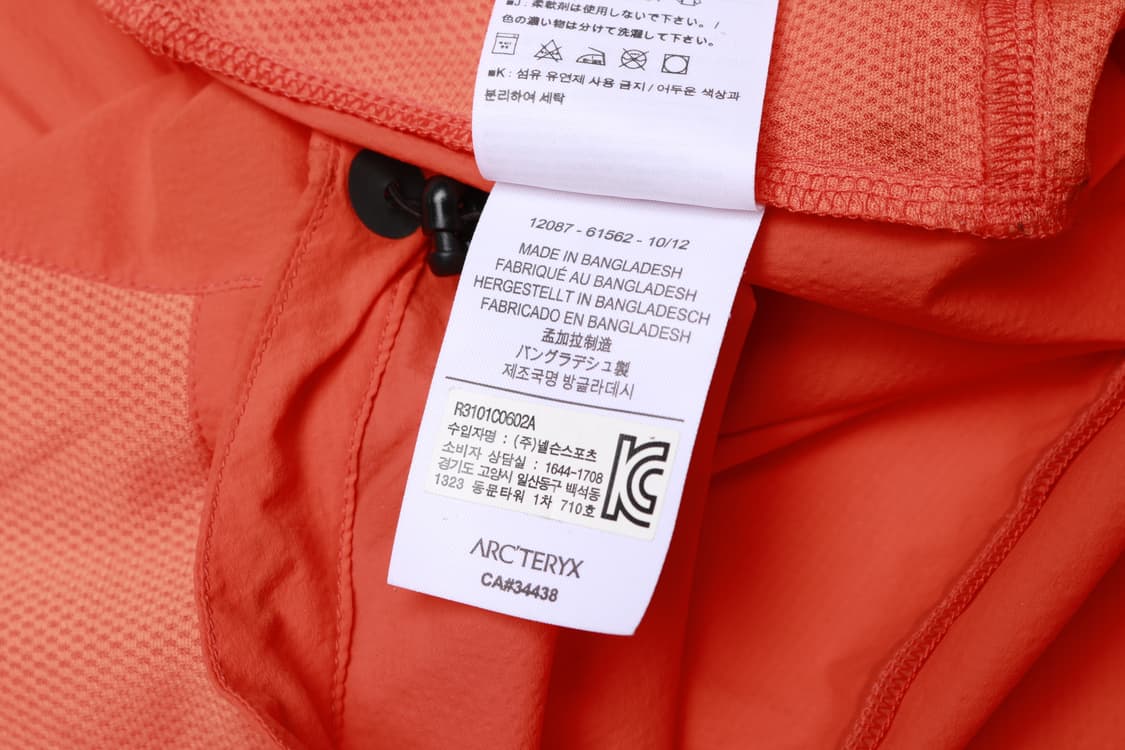 ■J : 柔軟剤は使用しないで下さい。 /
色の濃い物は分けて洗濯して下さい。
■K : 섬유 유연제 사용 금지 / 어두운 색상과
분리하여 세탁
12087 - 61562 - 10/12
MADE IN BANGLADESH
FABRIQUÉ AU BANGLADESH
HERGESTELLT IN BANGLADESCH
FABRICADO EN BANGLADESH
孟加拉制造
バングラデシュ製
제조국명 방글라데시
R3101C0602A
수입자명 : (주)넬슨스포츠
소비자 상담실 : 1644-1708
경기도 고양시 일산동구 백석동
1323 동문타워 1차 710호
KC
ARC'TERYX
CA#34438